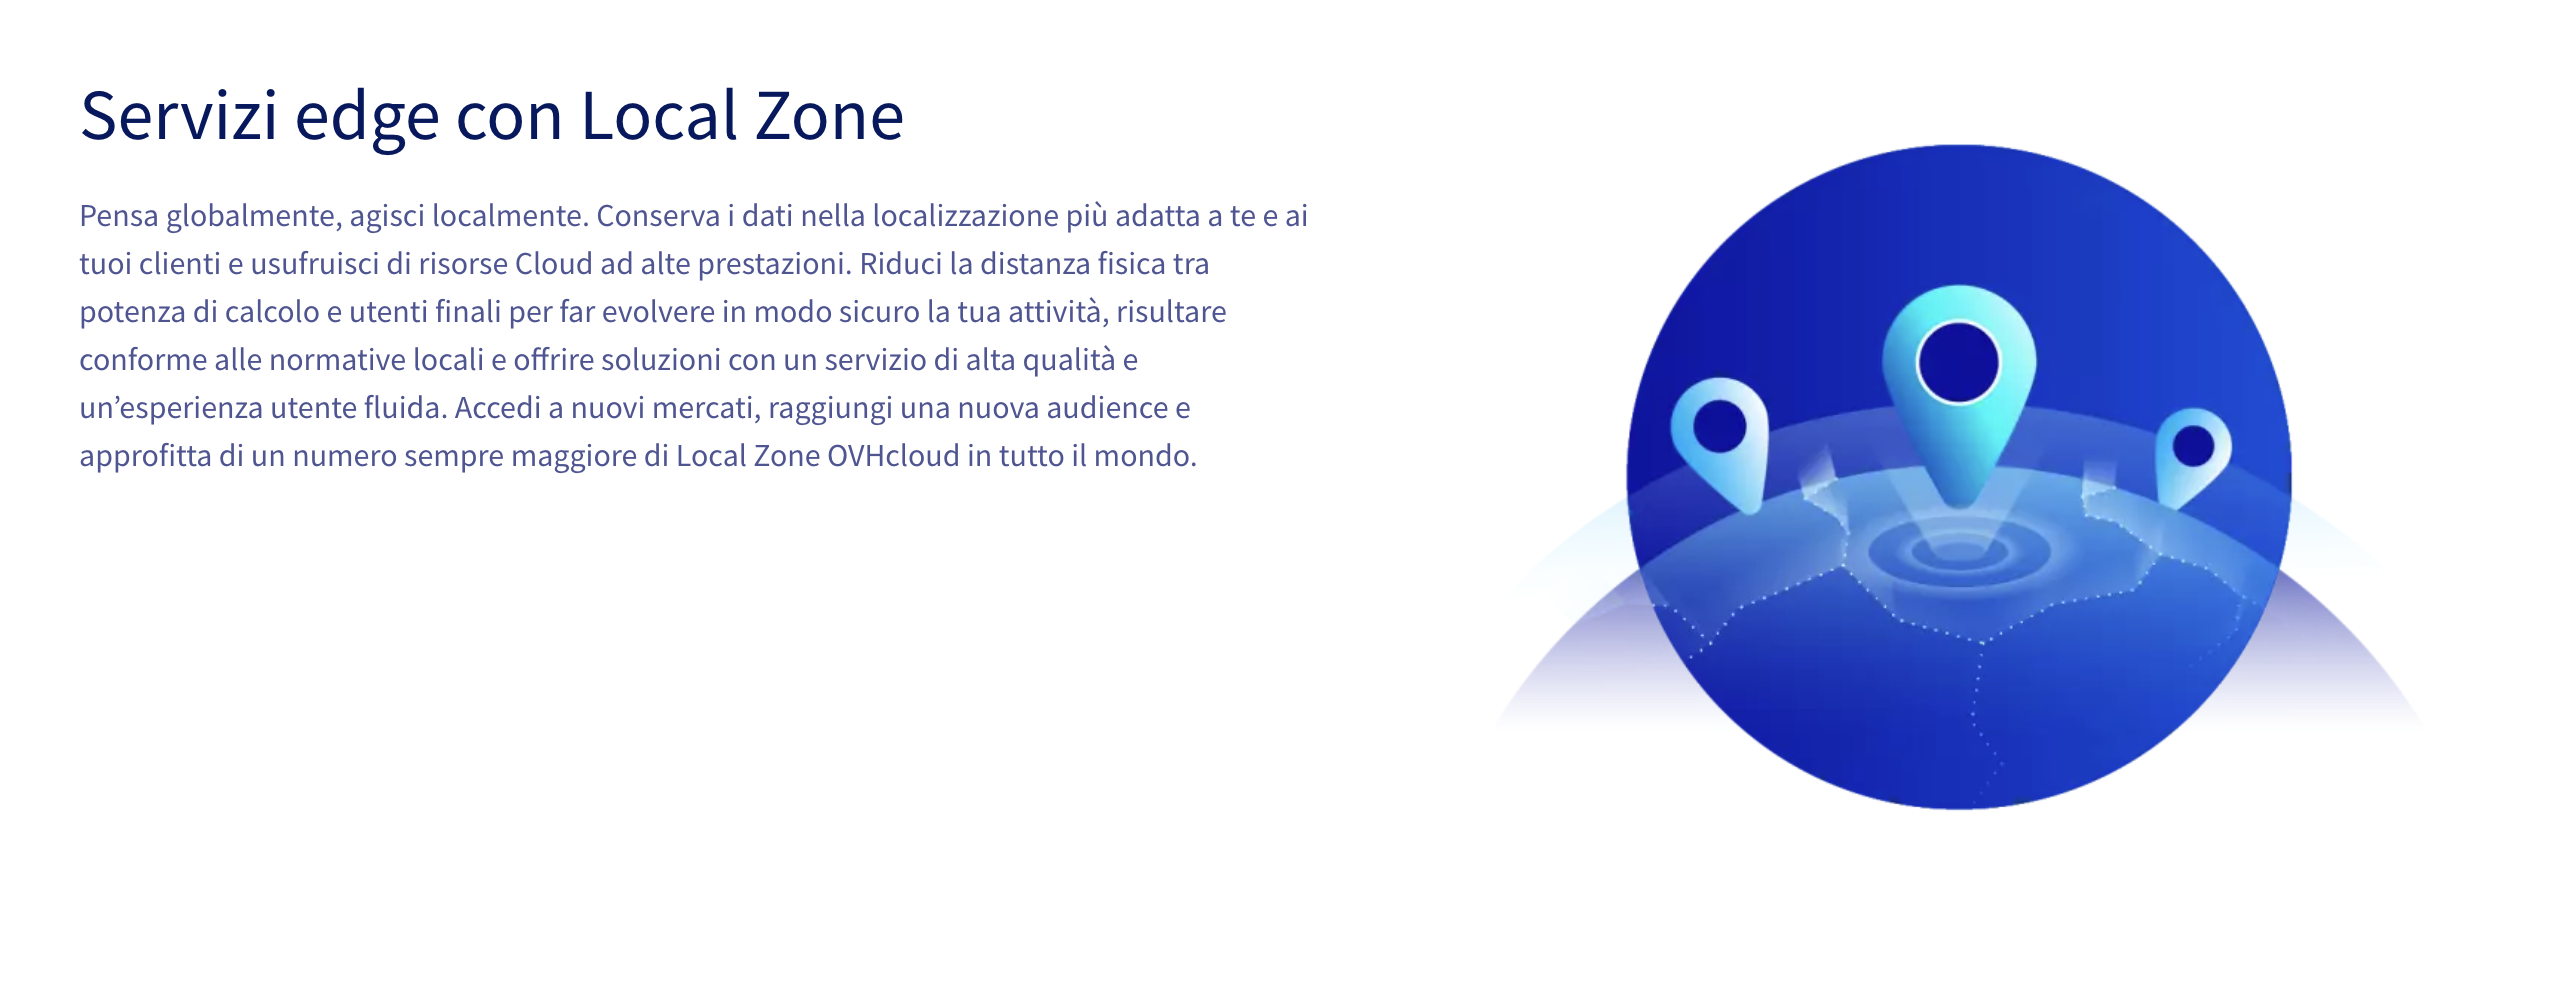 Servizi edge con Local Zone
Pensa globalmente, agisci localmente. Conserva i dati nella localizzazione più adatta a te e ai
tuoi clienti e usufruisci di risorse Cloud ad alte prestazioni. Riduci la distanza fisica tra
potenza di calcolo e utenti finali per far evolvere in modo sicuro la tua attività, risultare
conforme alle normative locali e offrire soluzioni con un servizio di alta qualità e
un’esperienza utente fluida. Accedi a nuovi mercati, raggiungi una nuova audience e
approfitta di un numero sempre maggiore di Local Zone OVHcloud in tutto il mondo.